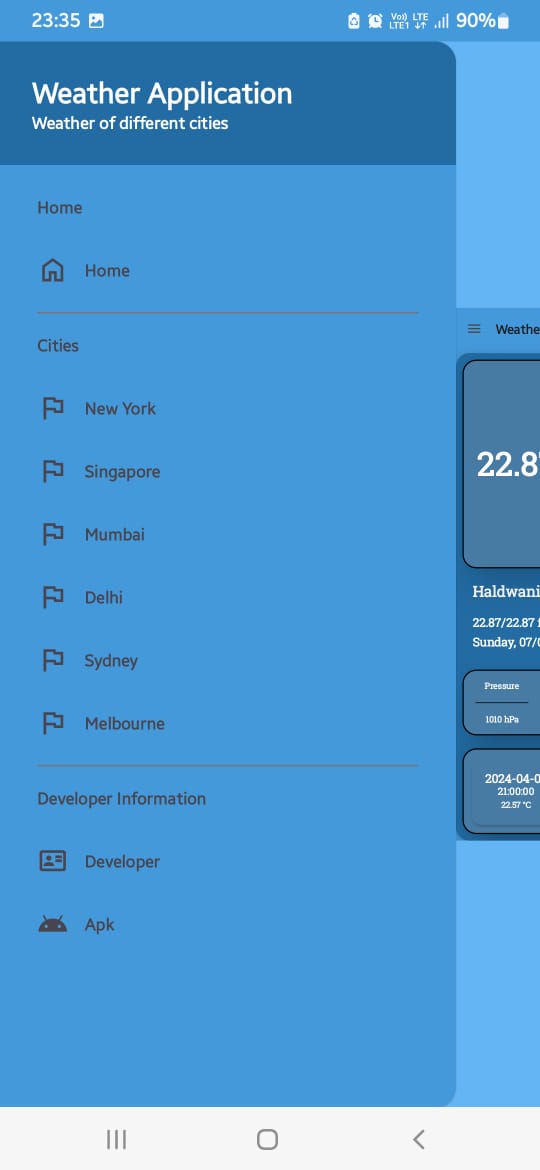 23:35
Vo)) LTE
LTE1
90%
Weather Application
Weather of different cities
Home
Home
Cities
New York
Singapore
Mumbai
Delhi
Sydney
Melbourne
Developer Information
Developer
Apk
Weathe
22.8
Haldwani
22.87/22.87 f
Sunday, 07/0
Pressure
1010 hPa
2024-04-0
21:00:00
22.57 °C